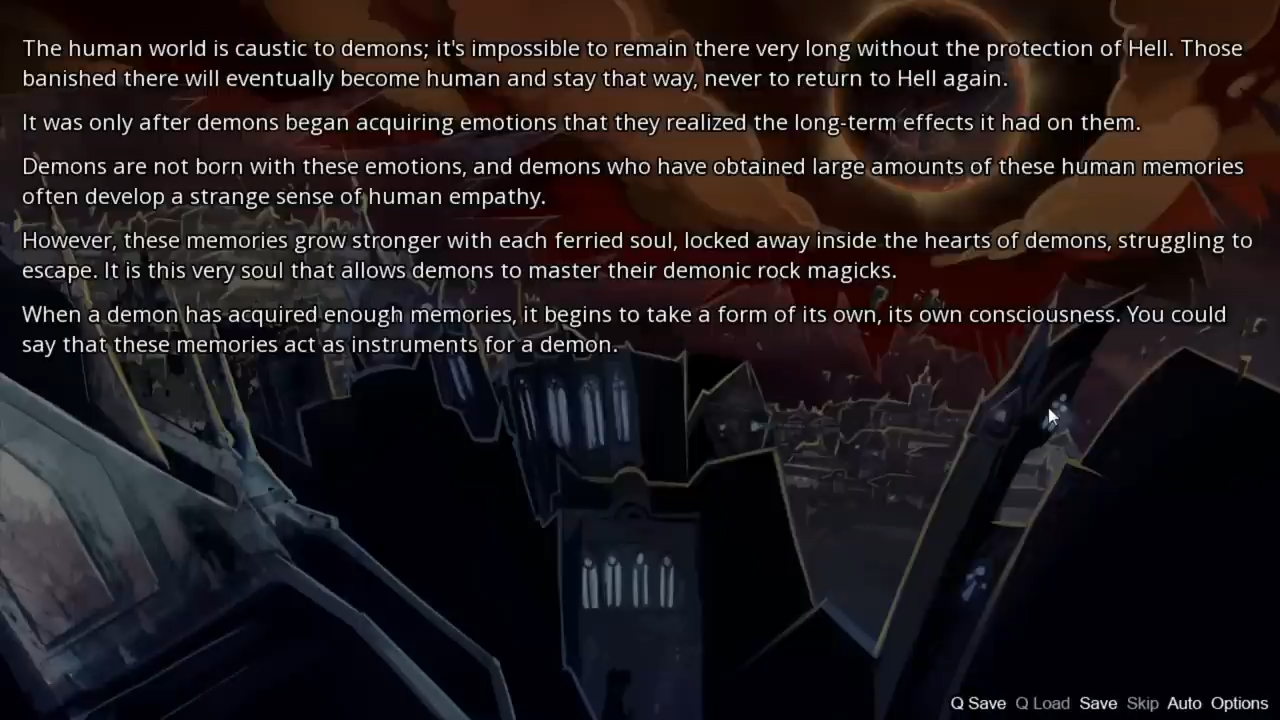 The human world is caustic to demons; it's impossible to remain there very long without the protection of Hell. Those
banished there will eventually become human and stay that way, never to return to Hell again.
It was only after demons began acquiring emotions that they realized the long-term effects it had on them.
Demons are not born with these emotions, and demons who have obtained large amounts of these human memories
often develop a strange sense of human empathy.
However, these memories grow stronger with each ferried soul, locked away inside the hearts of demons, struggling to
escape. It is this very soul that allows demons to master their demonic rock magicks.
When a demon has acquired enough memories, it begins to take a form of its own, its own consciousness. You could
say that these memories act as instruments for a demon.
Q Save Q Load Save Skip Auto Options